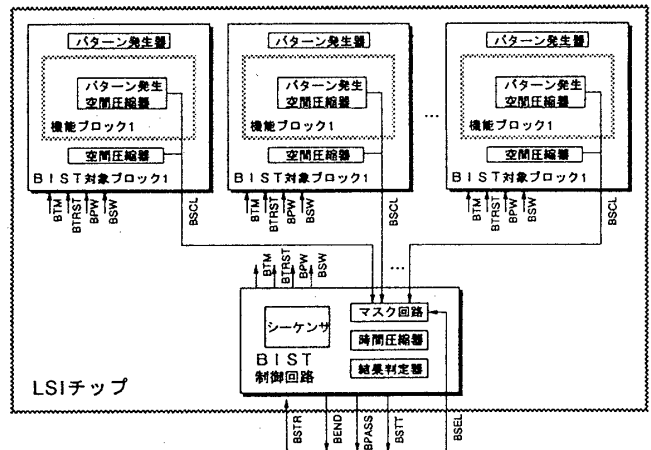 パターン発生器
パターン発生
空間圧縮器
機能ブロック1
空間圧縮器
BIST対象ブロック1
BTM
BTRST
BPW
BSW
BSCL
パターン発生器
パターン発生
空間圧縮器
機能ブロック1
空間圧縮器
BIST対象ブロック1
BTM
BTRST
BPW
BSW
BSCL
…
パターン発生器
パターン発生
空間圧縮器
機能ブロック1
空間圧縮器
BIST対象ブロック1
BTM
BTRST
BPW
BSW
BSCL
BTM
BTRST
BPW
BSW
…
シーケンサ
マスク回路
時間圧縮器
結果判定器
BIST
制御回路
LSIチップ
BSTR
BEND
BPASS
BSTT
BSEL